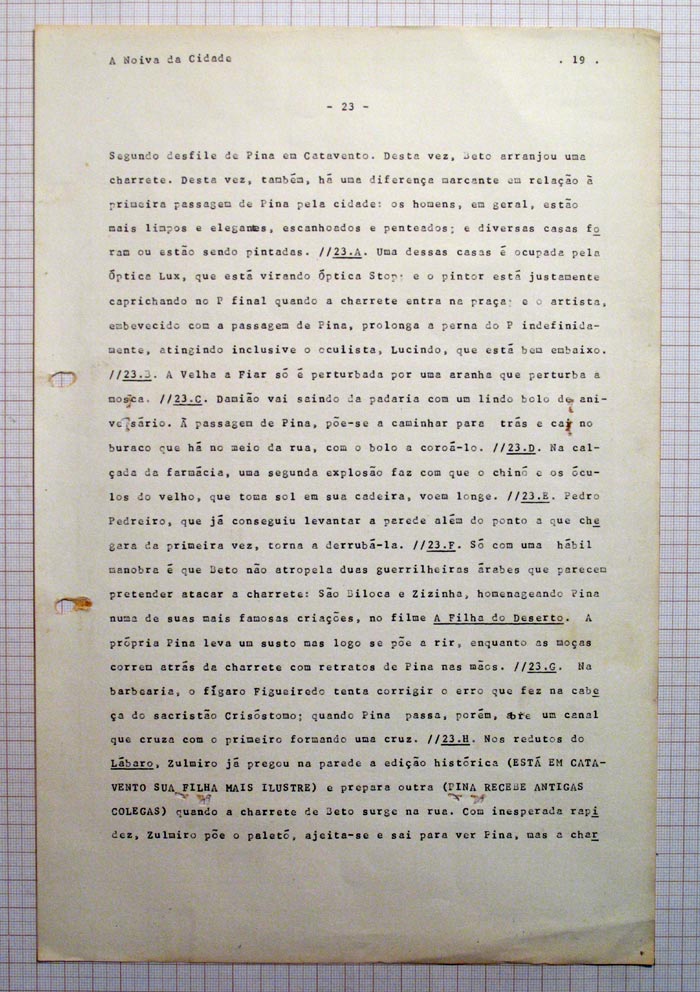 A Noiva da Cidade . 19 .
- 23 -
Segundo desfile de Pina em Catavento. Desta vez, Beto arranjou uma
charrete. Desta vez, também, há uma diferença marcante em relação à
primeira passagem de Pina pela cidade: os homens, em geral, estão
mais limpos e elegantes, escanhoados e penteados; e diversas casas fo
ram ou estão sendo pintadas. //23.A. Uma dessas casas é ocupada pela
Óptica Lux, que está virando Óptica Stop; e o pintor está justamente
caprichando no P final quando a charrete entra na praça; e o artista,
embevecido com a passagem de Pina, prolonga a perna do P indefinida-
mente, atingindo inclusive o oculista, Lucindo, que está bem embaixo.
//23.B. A Velha a Fiar só é perturbada por uma aranha que perturba a
mosca. //23.C. Damião vai saindo da padaria com um lindo bolo de ani-
versário. À passagem de Pina, põe-se a caminhar para trás e cai no
buraco que há no meio da rua, com o bolo a coroá-lo. //23.D. Na cal-
çada da farmácia, uma segunda explosão faz com que o chinó e os ócu-
los do velho, que toma sol em sua cadeira, voem longe. //23.E. Pedro
Pedreiro, que já conseguiu levantar a parede além do ponto a que che
gara da primeira vez, torna a derrubá-la. //23.F. Só com uma hábil
manobra é que Beto não atropela duas guerrilheiras árabes que parecem
pretender atacar a charrete: São Biloca e Zizinha, homenageando Pina
numa de suas mais famosas criações, no filme A Filha do Deserto. A
própria Pina leva um susto mas logo se põe a rir, enquanto as moças
correm atrás da charrete com retratos de Pina nas mãos. //23.G. Na
barbearia, o fígaro Figueiredo tenta corrigir o erro que fez na cabe
ça do sacristão Crisóstomo; quando Pina passa, porém, abre um canal
que cruza com o primeiro formando uma cruz. //23.H. Nos redutos do
Lábaro, Zulmiro já pregou na parede a edição histórica (ESTÁ EM CATA-
VENTO SUA FILHA MAIS ILUSTRE) e prepara outra (PINA RECEBE ANTIGAS
COLEGAS) quando a charrete de Beto surge na rua. Com inesperada rapi
dez, Zulmiro põe o paletó, ajeita-se e sai para ver Pina, mas a char